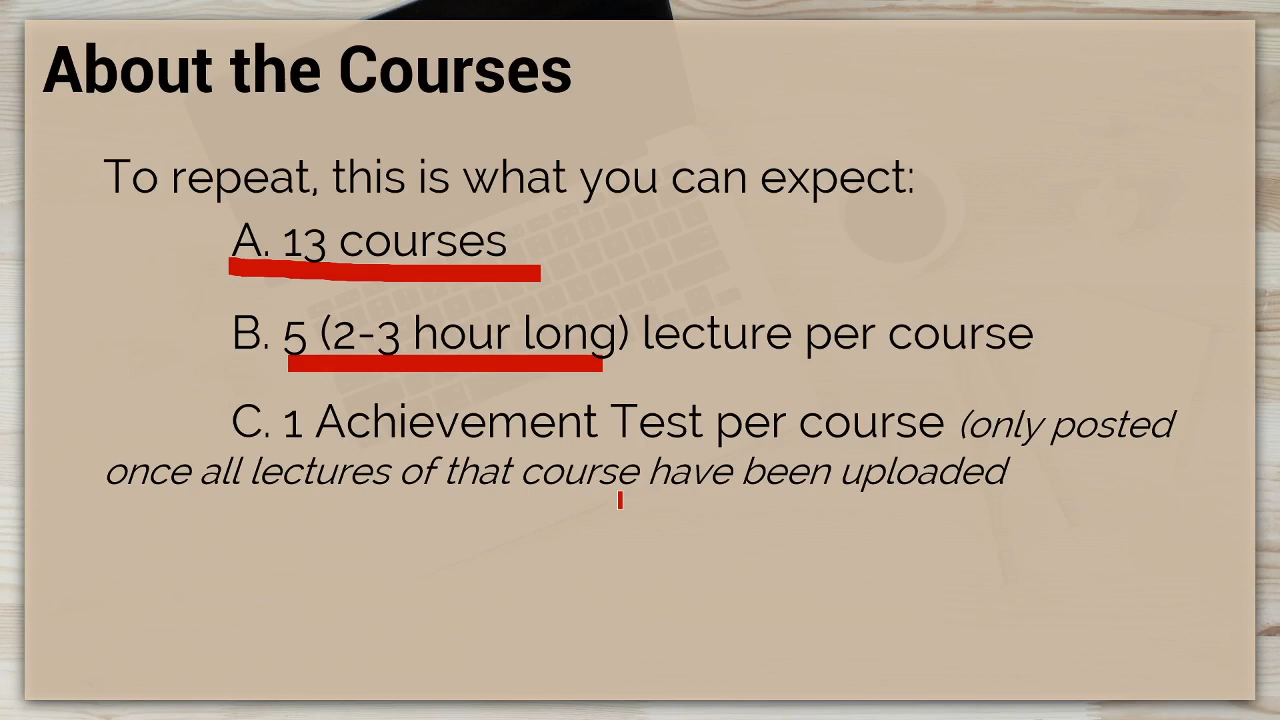 About the Courses
To repeat, this is what you can expect:
A. 13 courses
B. 5 (2-3 hour long) lecture per course
C. 1 Achievement Test per course (only posted
once all lectures of that course have been uploaded